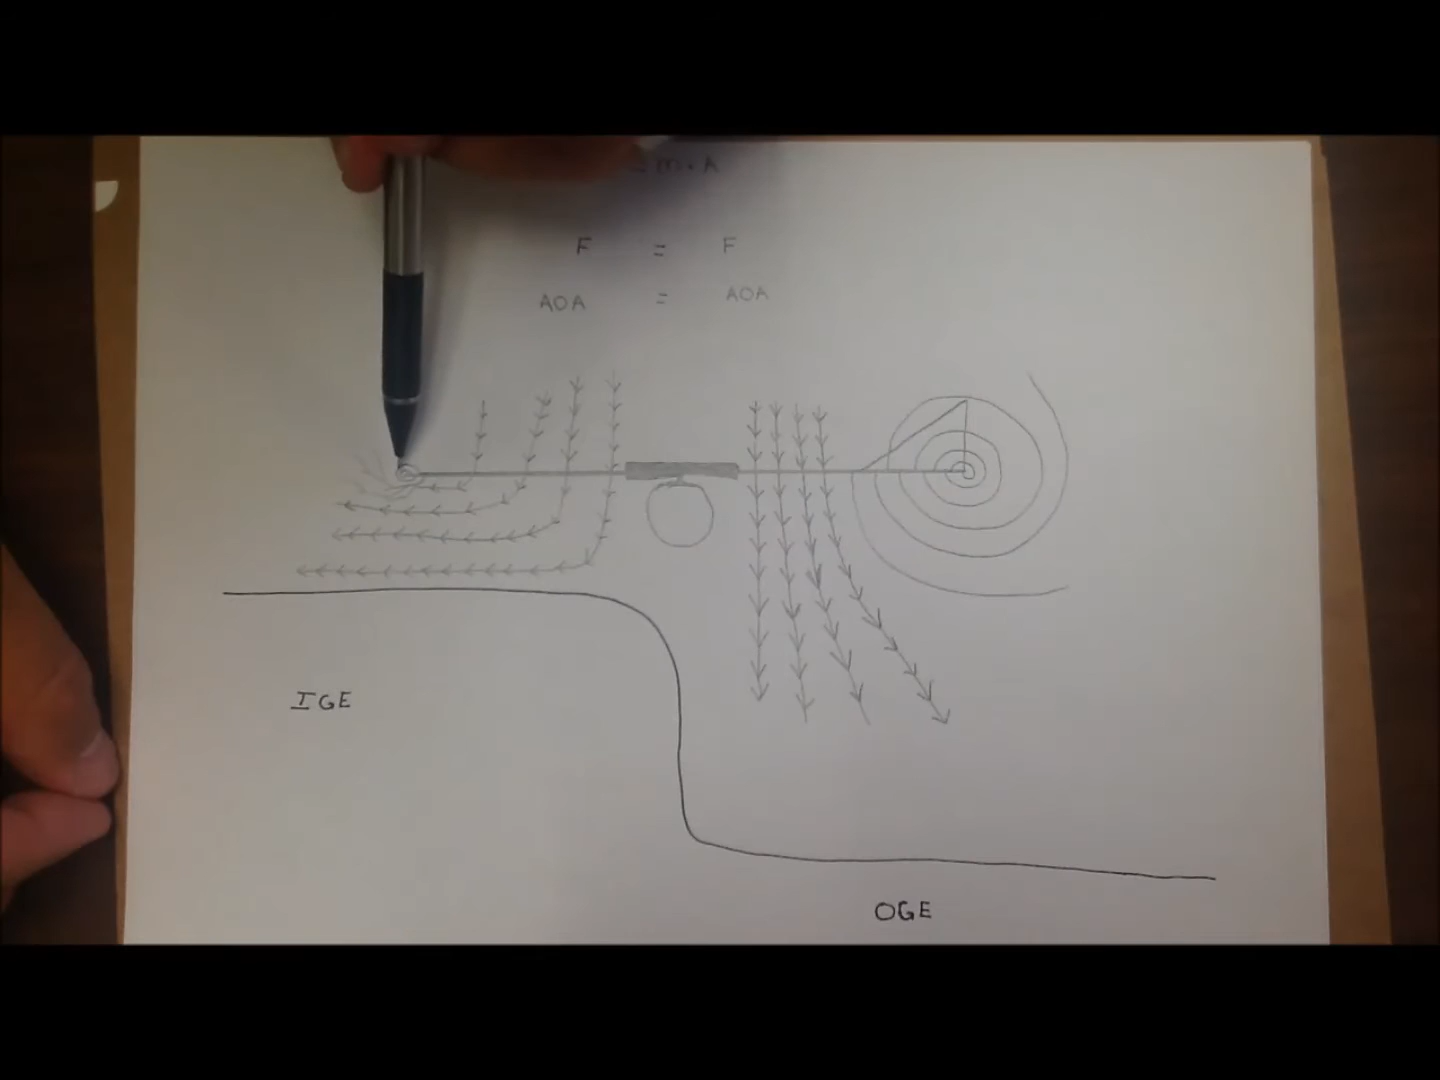 m.A
F = F
AOA = AOA
IGE
OGE